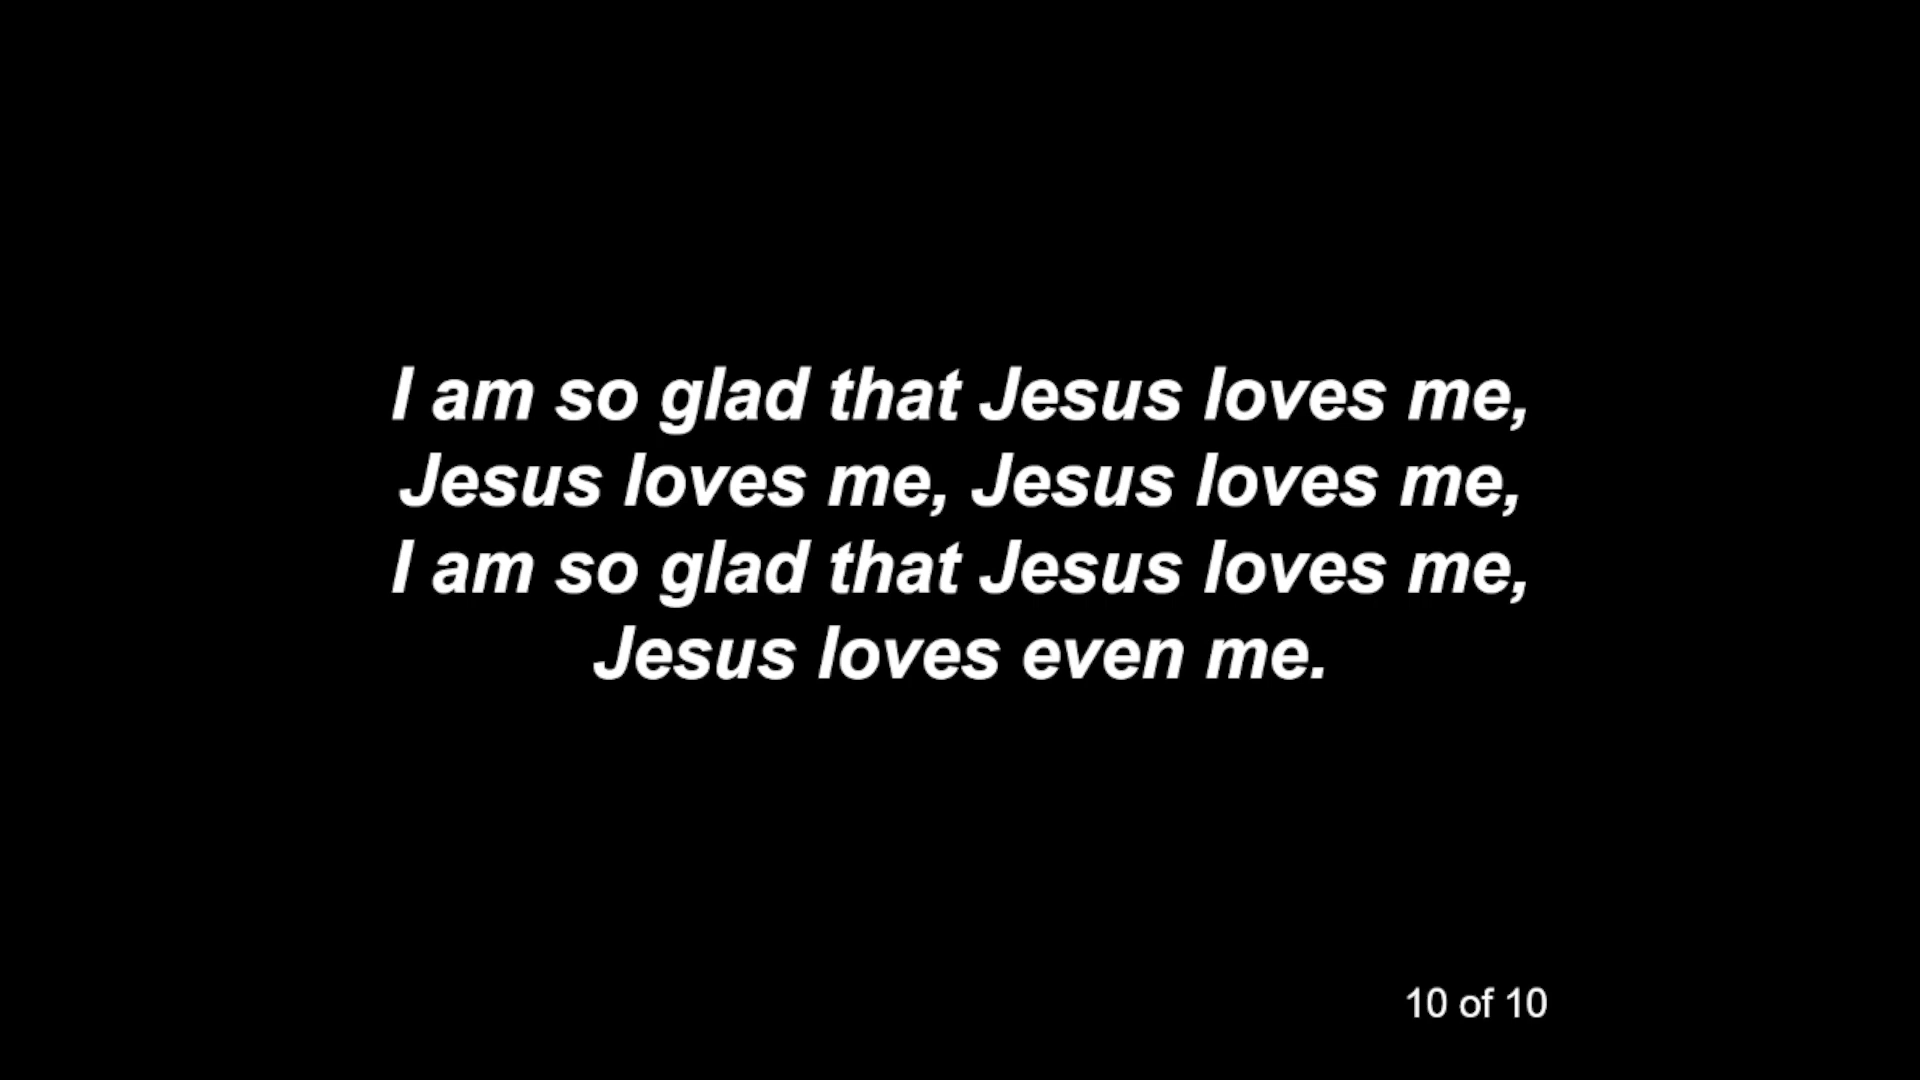 I am so glad that Jesus loves me,
Jesus loves me, Jesus loves me,
I am so glad that Jesus loves me,
Jesus loves even me.
10 of 10